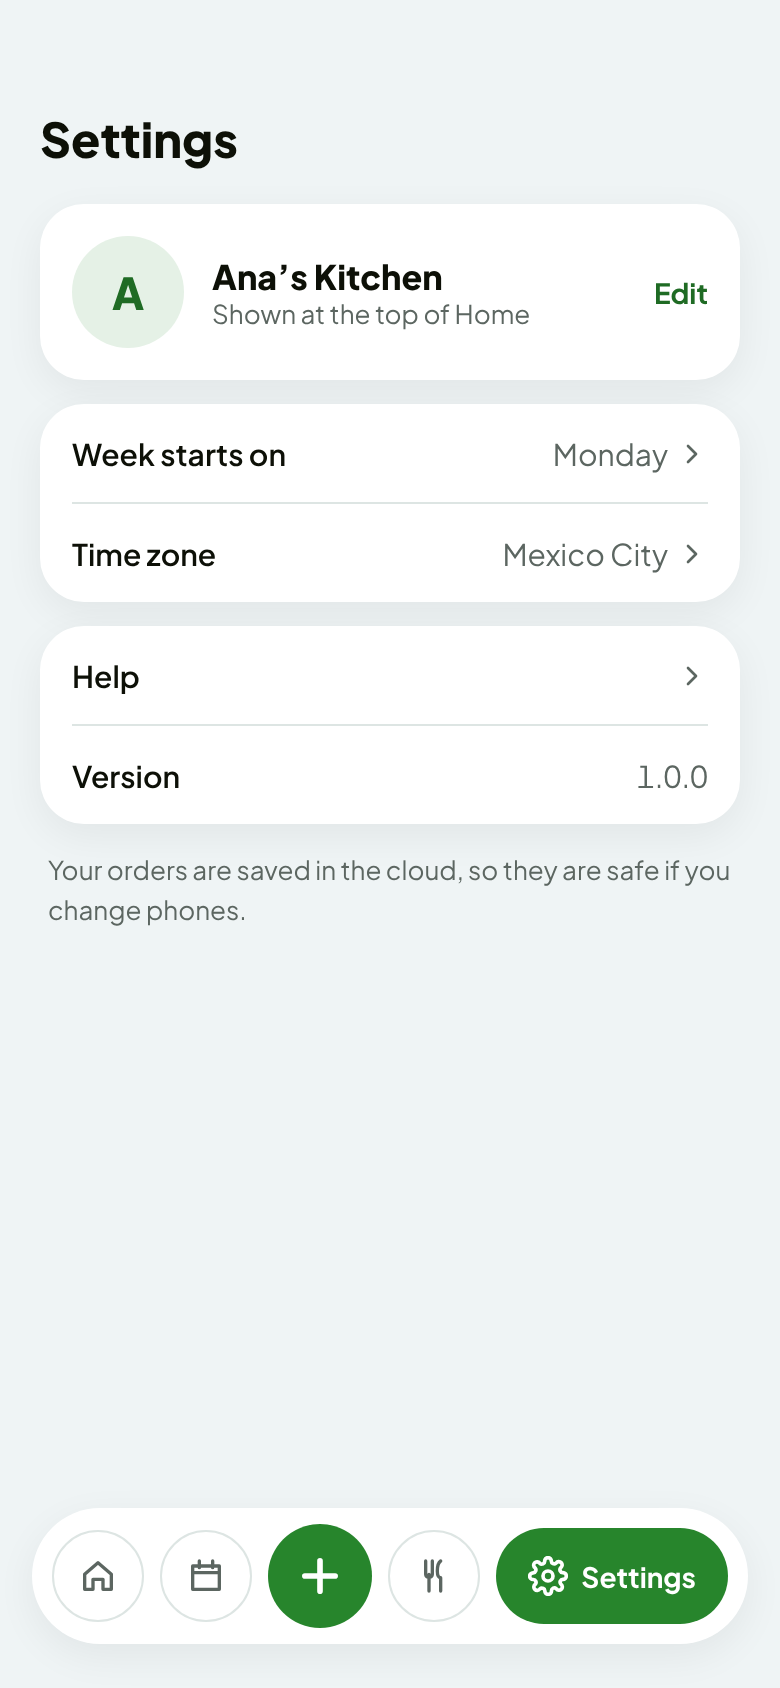 Settings
A
Ana’s Kitchen
Shown at the top of Home
Edit
Week starts on
Monday
Time zone
Mexico City
Help
Version
1.0.0
Your orders are saved in the cloud, so they are safe if you
change phones.
Settings